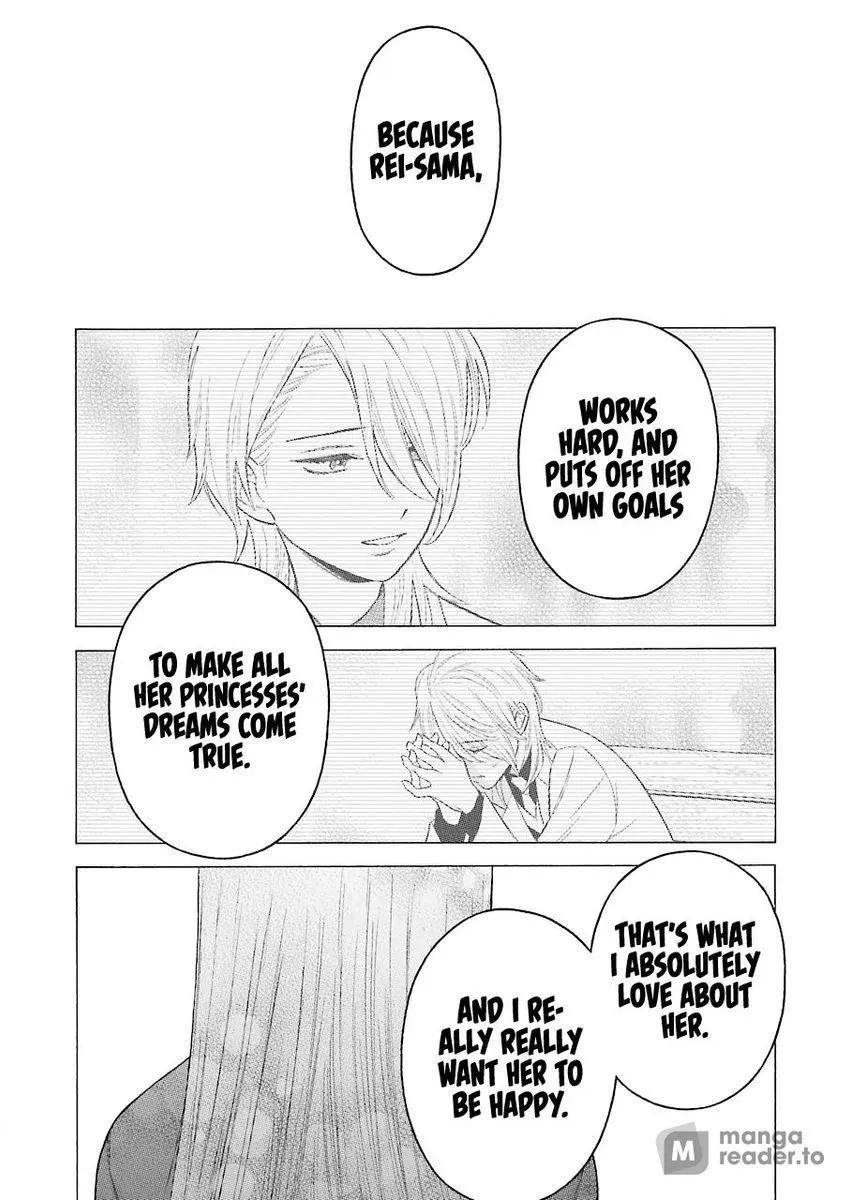 BECAUSE
REI-SAMA,
WORKS
HARD, AND
PUTS OFF HER
OWN GOALS
TO MAKE ALL
HER PRINCESSES'
DREAMS COME
TRUE.
THAT'S WHAT
I ABSOLUTELY
LOVE ABOUT
HER.
AND I RE-
ALLY REALLY
WANT HER TO
BE HAPPY.
M manga
reader.to